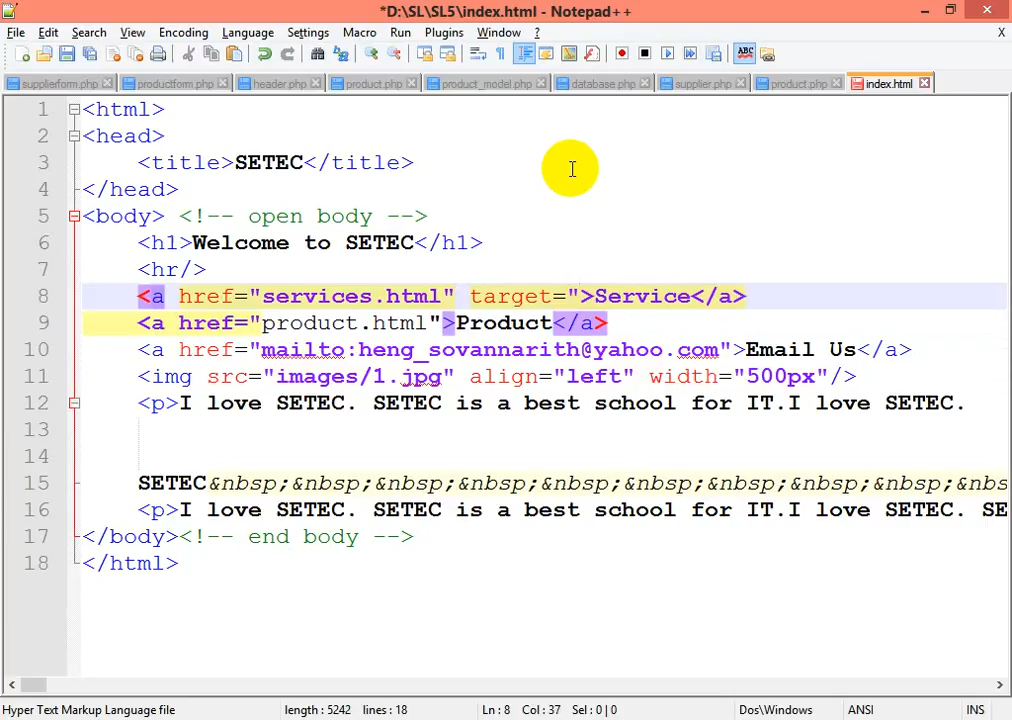 *D:\SL\SL5\index.html - Notepad++
File Edit Search View Encoding Language Settings Macro Run Plugins Window ? X
supplierform.php productform.php header.php product.php product_model.php database.php supplier.php product.php index.html
1 <html>
2 <head>
3 <title>SETEC</title>
4 </head>
5 <body> <!-- open body -->
6 <h1>Welcome to SETEC</h1>
7 <hr/>
8 <a href="services.html" target=">Service</a>
9 <a href="product.html">Product</a>
10 <a href="mailto:heng_sovannarith@yahoo.com">Email Us</a>
11 <img src="images/1.jpg" align="left" width="500px"/>
12 <p>I love SETEC. SETEC is a best school for IT.I love SETEC.
13
14
15 SETEC&nbsp;&nbsp;&nbsp;&nbsp;&nbsp;&nbsp;&nbsp;&nbsp;&nbsp;&nbs
16 <p>I love SETEC. SETEC is a best school for IT.I love SETEC. SE
17 </body><!-- end body -->
18 </html>
Hyper Text Markup Language file length : 5242 lines : 18 Ln : 8 Col : 37 Sel : 0 | 0 Dos\Windows ANSI INS